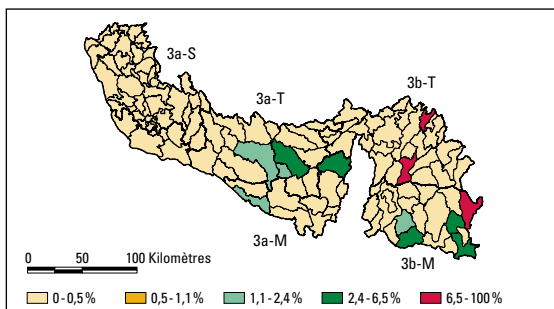 3a-S
3a-T
3b-T
3a-M
3b-M
0 50 100 Kilomètres
0 - 0,5 % 0,5 - 1,1 % 1,1 - 2,4 % 2,4 - 6,5 % 6,5 - 100 %